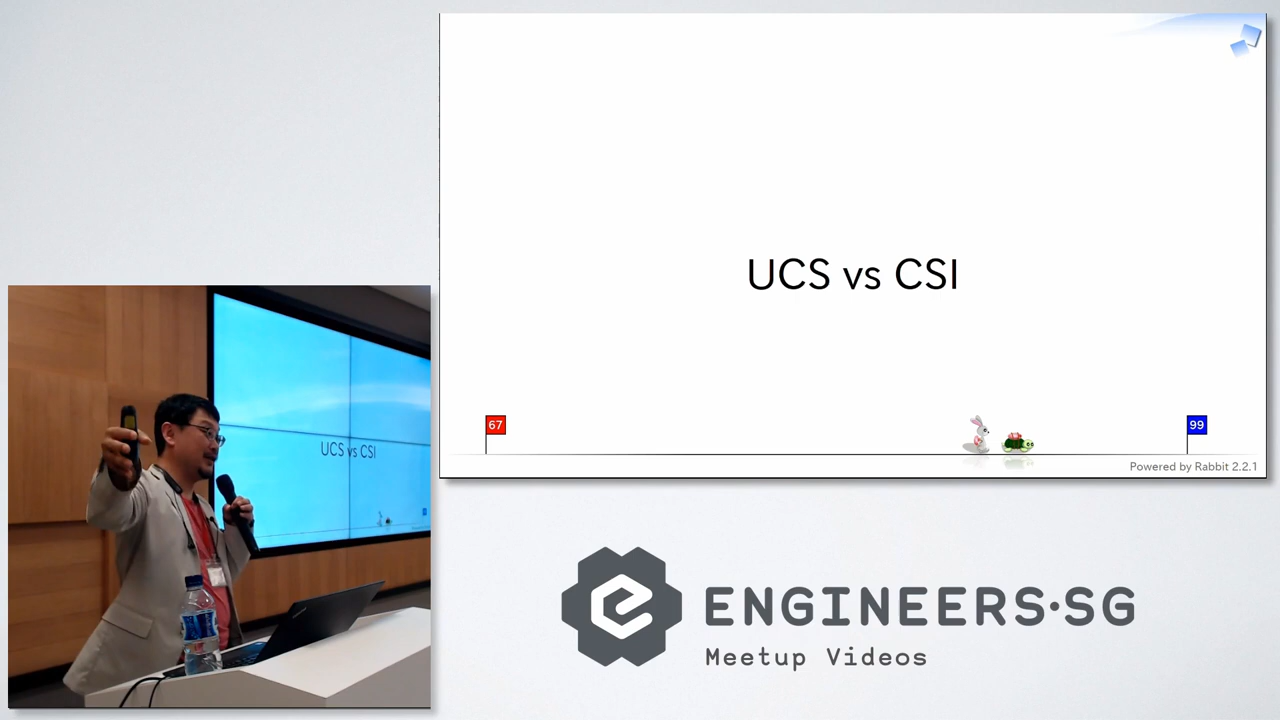 UCS vs CSI
67
99
Powered by Rabbit 2.2.1
UCS vs CSI
ENGINEERS·SG
Meetup Videos